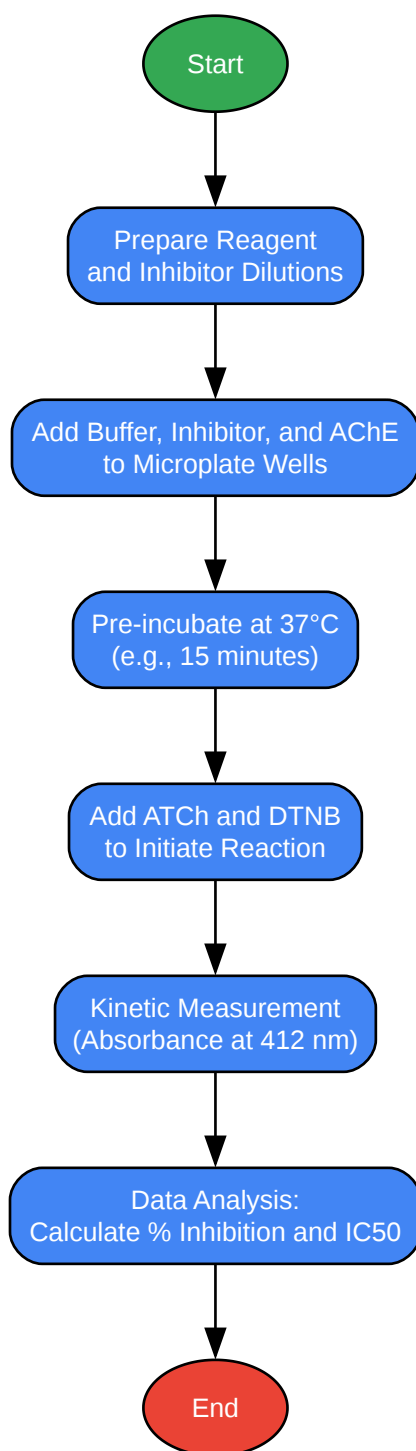 Start
Prepare Reagent
and Inhibitor Dilutions
Add Buffer, Inhibitor, and AChE
to Microplate Wells
Pre-incubate at 37°C
(e.g., 15 minutes)
Add ATCh and DTNB
to Initiate Reaction
Kinetic Measurement
(Absorbance at 412 nm)
Data Analysis:
Calculate % Inhibition and IC50
End